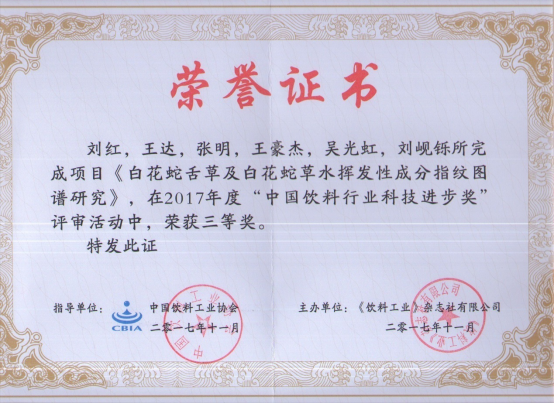 荣誉证书
刘红，王达，张明，王豪杰，吴光虹，刘岘铄所完
成项目《白花蛇舌草及白花蛇草水挥发性成分指纹图
谱研究》，在2017年度“中国饮料行业科技进步奖”
评审活动中，荣获三等奖。
特发此证
指导单位： CBIA 中国饮料工业协会
二〇一七年十一月
主办单位：《饮料工业》杂志社有限公司
二〇一七年十一月